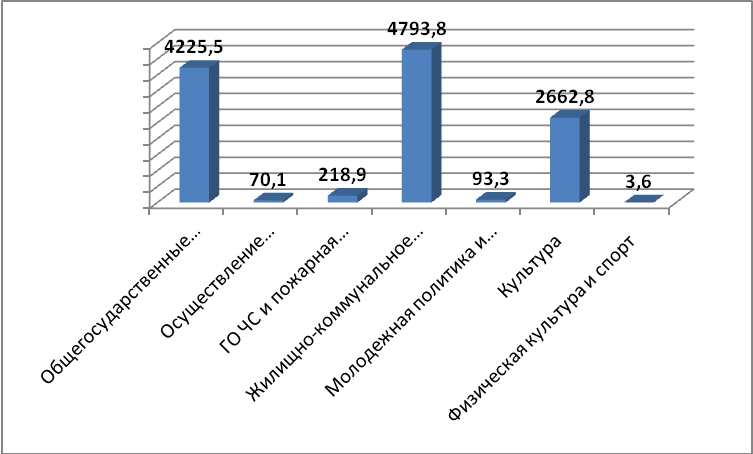 4225,5
70,1
218,9
4793,8
93,3
2662,8
3,6
Общегосударственные...
Осуществление...
ГО ЧС и пожарная...
Жилищно-коммунальное...
Молодежная политика и...
Культура
Физическая культура и спорт